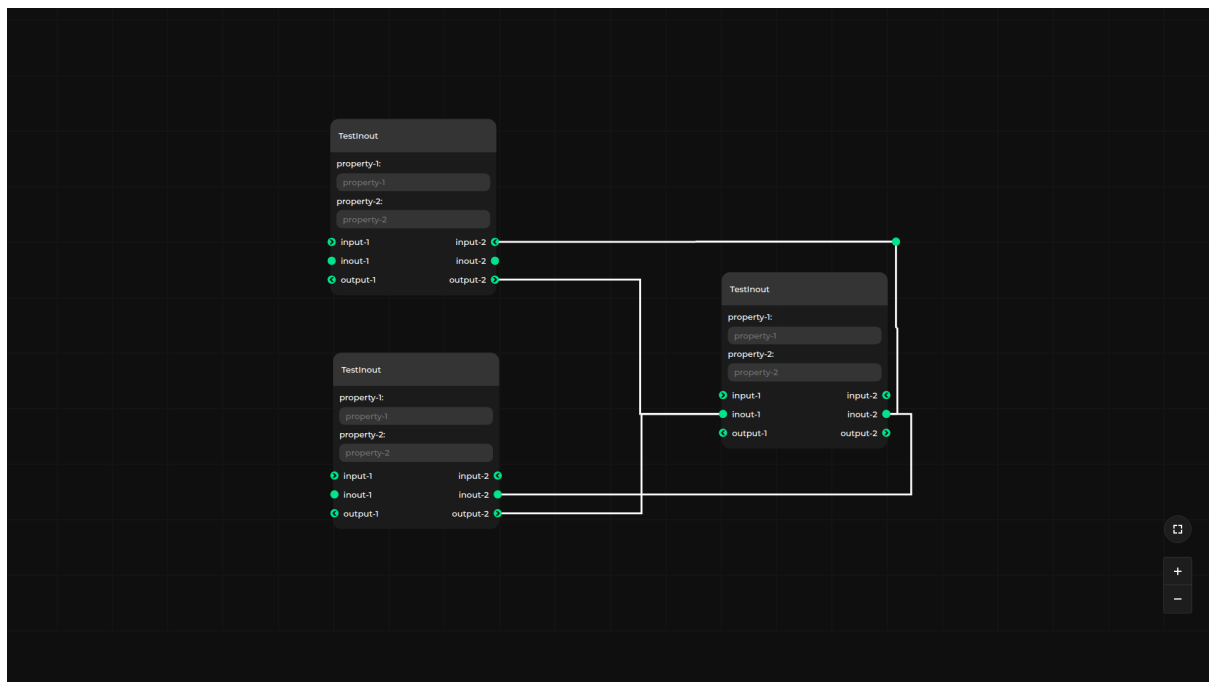 TestInout
property-1:
property-1
property-2:
property-2
input-1 input-2
inout-1 inout-2
output-1 output-2
TestInout
property-1:
property-1
property-2:
property-2
input-1 input-2
inout-1 inout-2
output-1 output-2
TestInout
property-1:
property-1
property-2:
property-2
input-1 input-2
inout-1 inout-2
output-1 output-2
+
−